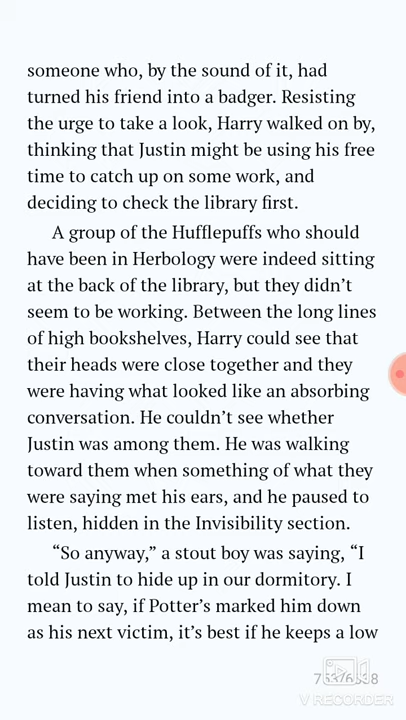 someone who, by the sound of it, had
turned his friend into a badger. Resisting
the urge to take a look, Harry walked on by,
thinking that Justin might be using his free
time to catch up on some work, and
deciding to check the library first.
A group of the Hufflepuffs who should
have been in Herbology were indeed sitting
at the back of the library, but they didn’t
seem to be working. Between the long lines
of high bookshelves, Harry could see that
their heads were close together and they
were having what looked like an absorbing
conversation. He couldn’t see whether
Justin was among them. He was walking
toward them when something of what they
were saying met his ears, and he paused to
listen, hidden in the Invisibility section.
“So anyway,” a stout boy was saying, “I
told Justin to hide up in our dormitory. I
mean to say, if Potter’s marked him down
as his next victim, it’s best if he keeps a low
V RECORDER